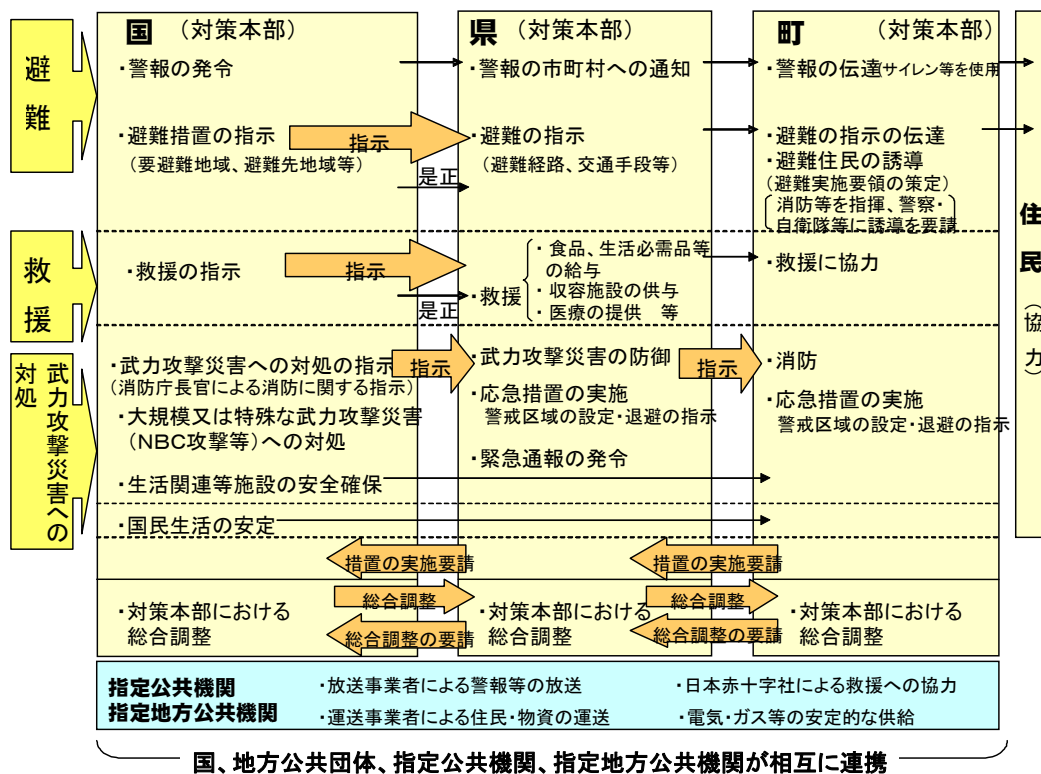 避難
国（対策本部）
・警報の発令
・避難措置の指示
（要避難地域、避難先地域等）
指示
是正
県（対策本部）
・警報の市町村への通知
・避難の指示
（避難経路、交通手段等）
町（対策本部）
・警報の伝達（サイレン等を使用
・避難の指示の伝達
・避難住民の誘導
（避難実施要領の策定）
消防等を指揮、警察・
自衛隊等に誘導を要請
住民（協力）
救援
・救援の指示
指示
是正
・救援
・食品、生活必需品等
の給与
・収容施設の供与
・医療の提供 等
・救援に協力
武力攻撃災害への
対処
・武力攻撃災害への対処の指示
（消防庁長官による消防に関する指示）
・大規模又は特殊な武力攻撃災害
（NBC攻撃等）への対処
・生活関連等施設の安全確保
・国民生活の安定
指示
・武力攻撃災害の防御
・応急措置の実施
警戒区域の設定・退避の指示
・緊急通報の発令
指示
・消防
・応急措置の実施
警戒区域の設定・退避の指示
措置の実施要請
措置の実施要請
・対策本部における
総合調整
総合調整
総合調整の要請
・対策本部における
総合調整
総合調整
総合調整の要請
・対策本部における
総合調整
指定公共機関
指定地方公共機関
・放送事業者による警報等の放送
・日本赤十字社による救援への協力
・運送事業者による住民・物資の運送
・電気・ガス等の安定的な供給
国、地方公共団体、指定公共機関、指定地方公共機関が相互に連携